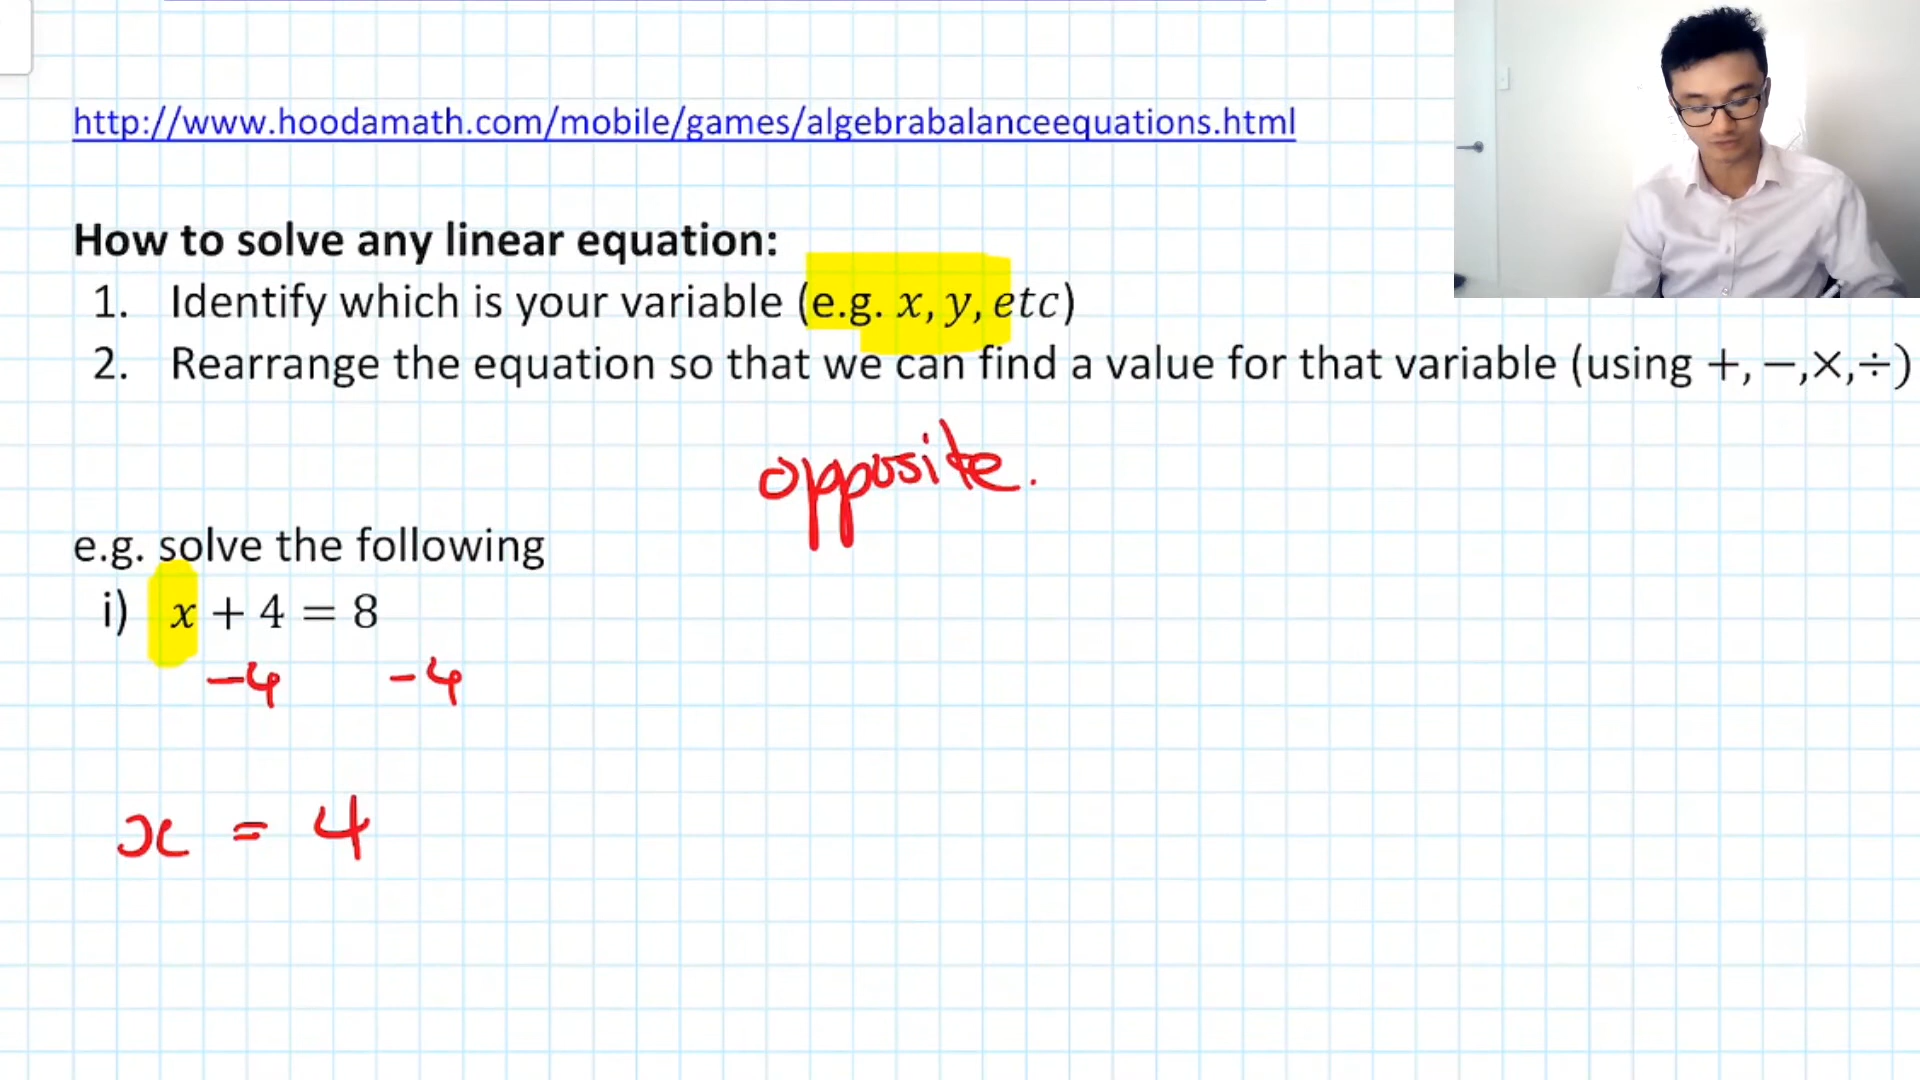 http://www.hoodamath.com/mobile/games/algebrabalanceequations.html
How to solve any linear equation:
1. Identify which is your variable (e.g. x, y, etc)
2. Rearrange the equation so that we can find a value for that variable (using +, −,×,÷)
opposite.
e.g. solve the following
i) x + 4 = 8
−4 −4
x = 4